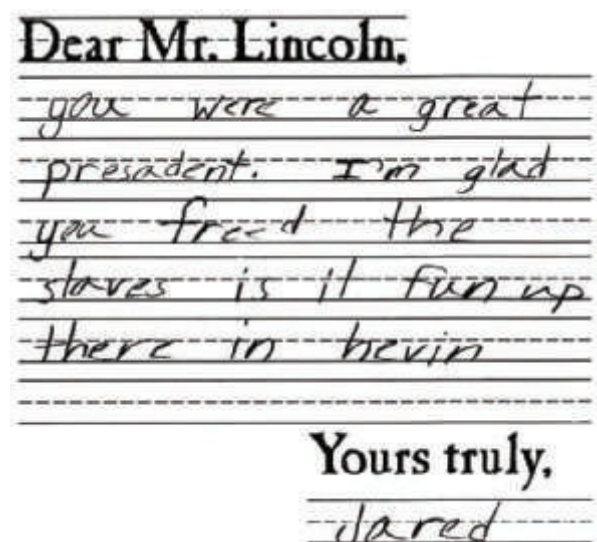 Dear Mr. Lincoln,
you were a great
presadent. I'm glad
you freed the
slaves is it fun up
there in hevin
Yours truly,
Jared